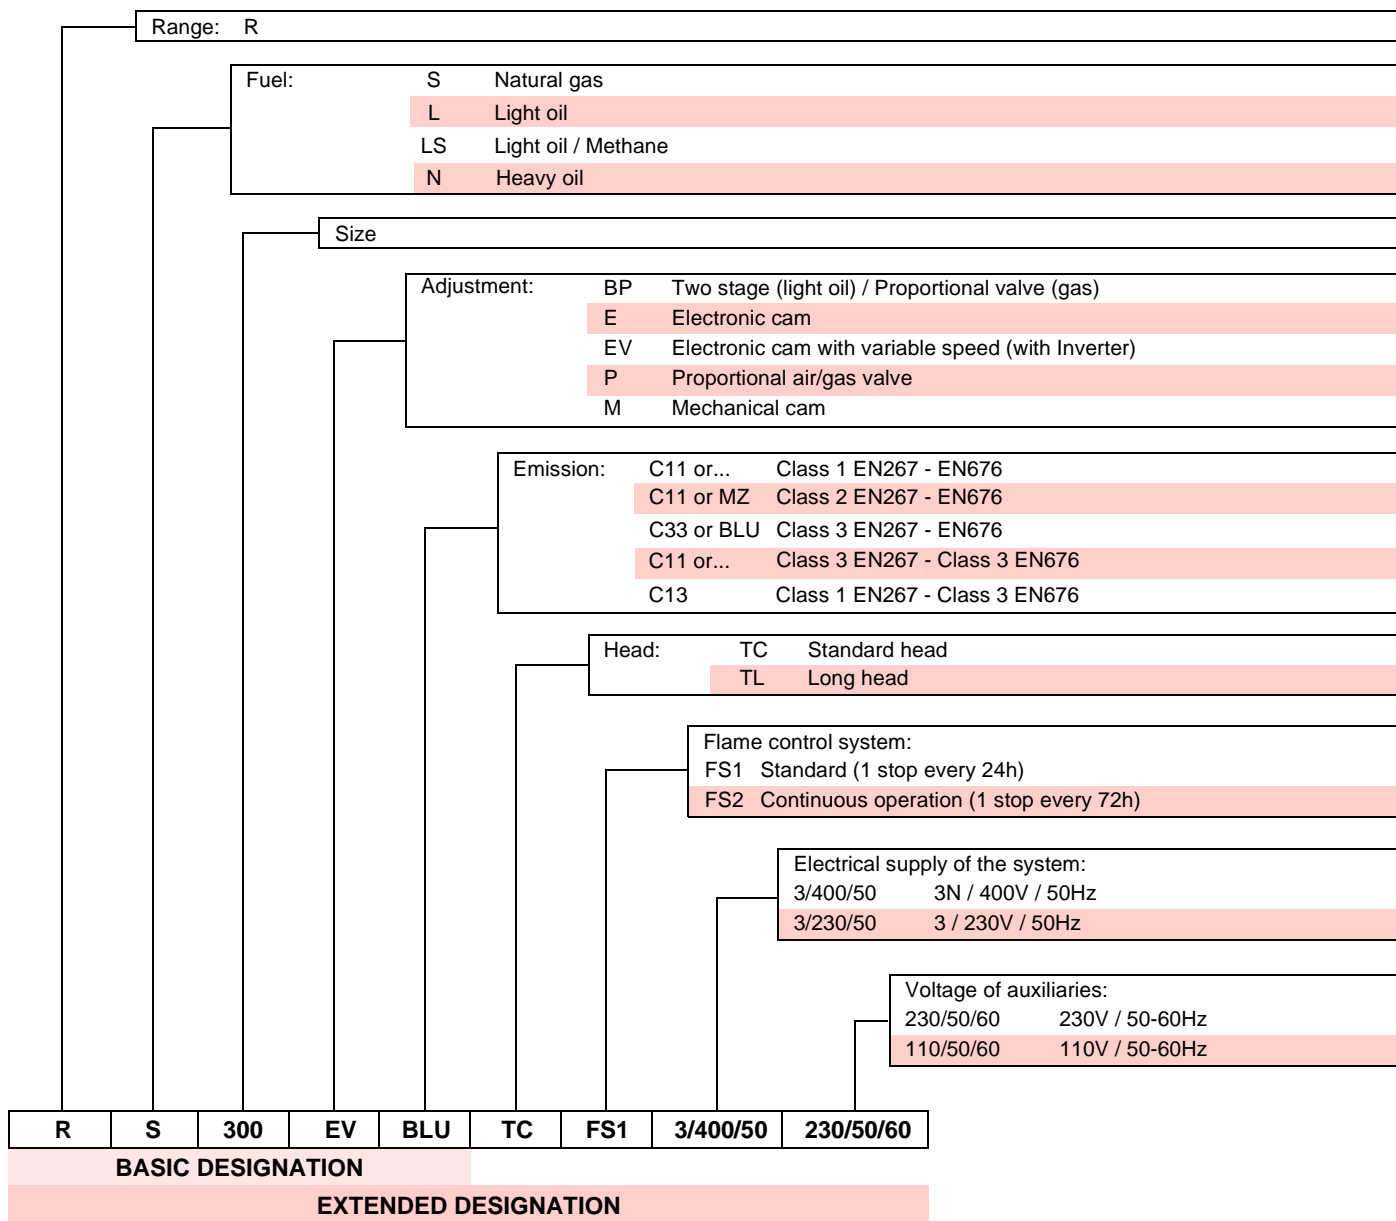 Range: R
Fuel: S Natural gas
L Light oil
LS Light oil / Methane
N Heavy oil
Size
Adjustment: BP Two stage (light oil) / Proportional valve (gas)
E Electronic cam
EV Electronic cam with variable speed (with Inverter)
P Proportional air/gas valve
M Mechanical cam
Emission: C11 or... Class 1 EN267 - EN676
C11 or MZ Class 2 EN267 - EN676
C33 or BLU Class 3 EN267 - EN676
C11 or... Class 3 EN267 - Class 3 EN676
C13 Class 1 EN267 - Class 3 EN676
Head: TC Standard head
TL Long head
Flame control system:
FS1 Standard (1 stop every 24h)
FS2 Continuous operation (1 stop every 72h)
Electrical supply of the system:
3/400/50 3N / 400V / 50Hz
3/230/50 3 / 230V / 50Hz
Voltage of auxiliaries:
230/50/60 230V / 50-60Hz
110/50/60 110V / 50-60Hz
R S 300 EV BLU TC FS1 3/400/50 230/50/60
BASIC DESIGNATION
EXTENDED DESIGNATION